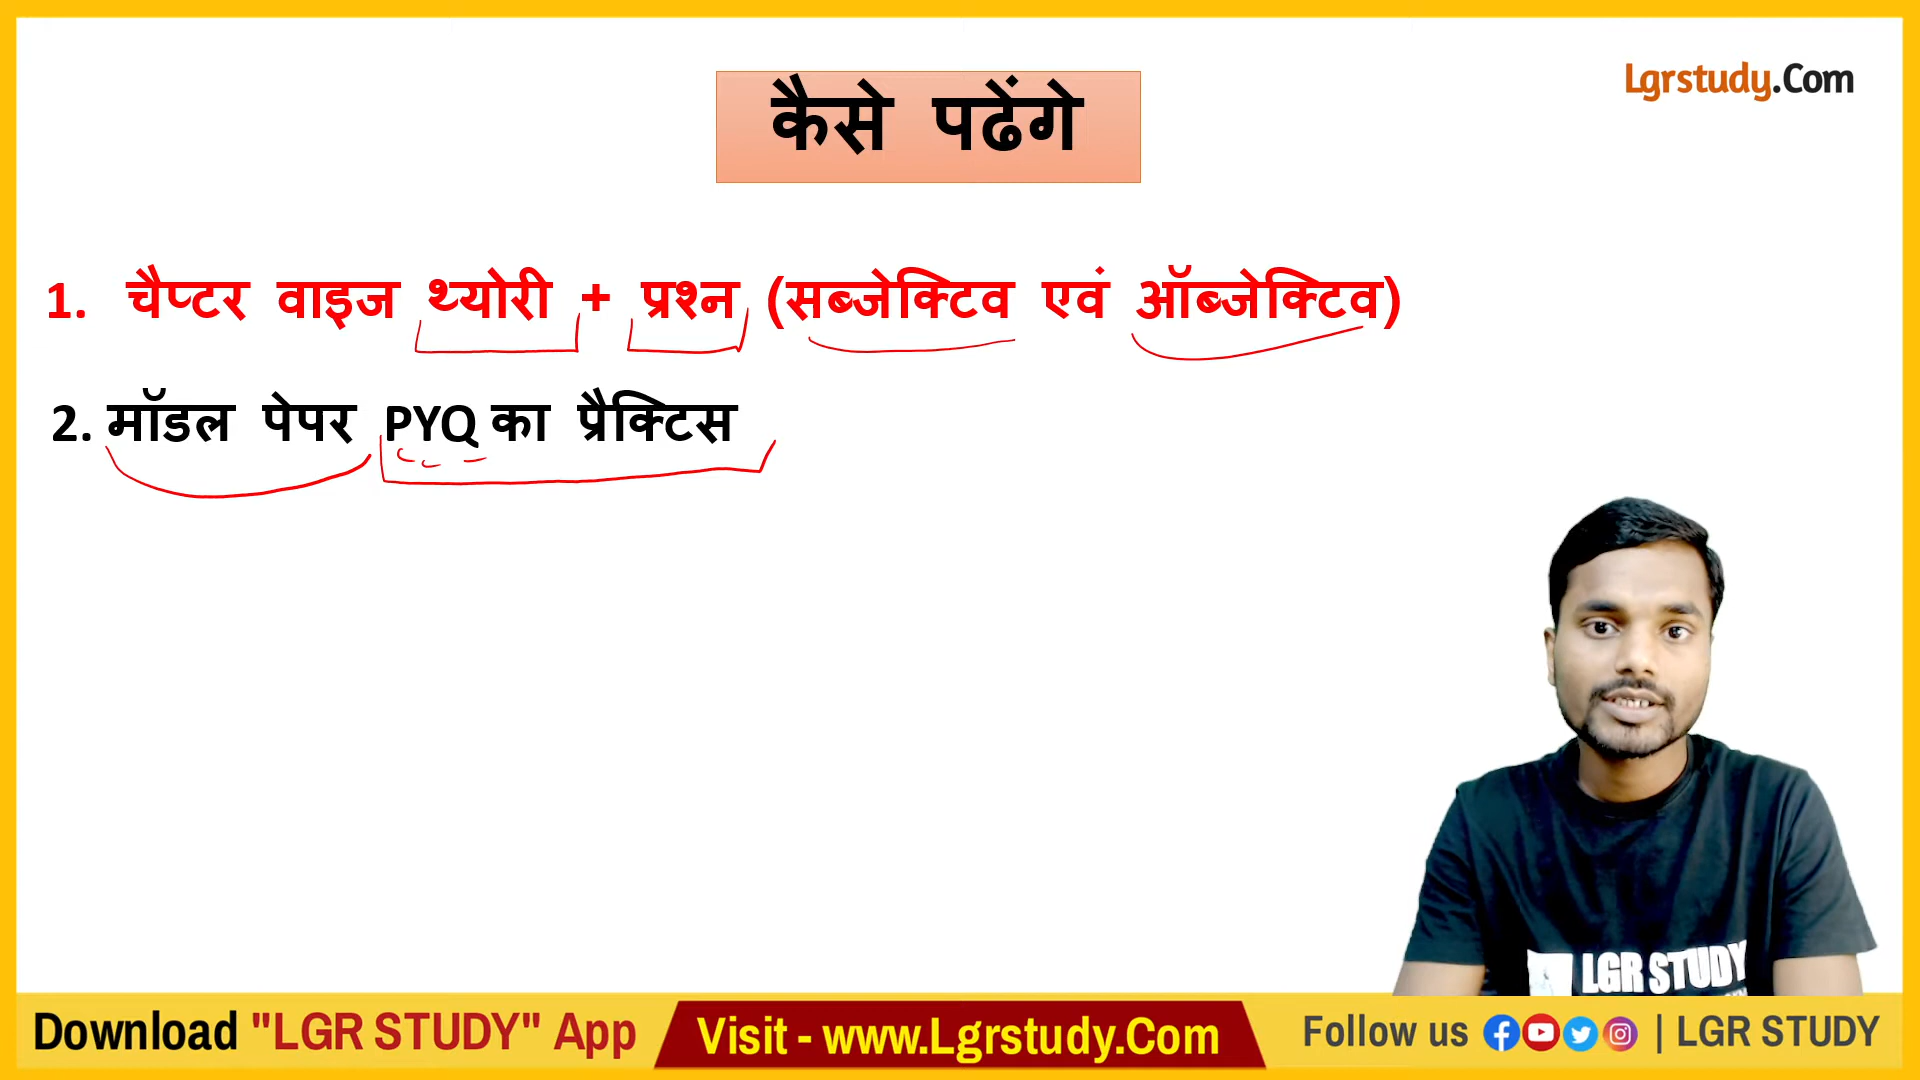 Lgrstudy.Com
कैसे पढेंगे
1. चैप्टर वाइज थ्योरी + प्रश्न (सब्जेक्टिव एवं ऑब्जेक्टिव)
2. मॉडल पेपर PYQ का प्रैक्टिस
LGR STUDY
Download "LGR STUDY" App Visit - www.Lgrstudy.Com Follow us | LGR STUDY